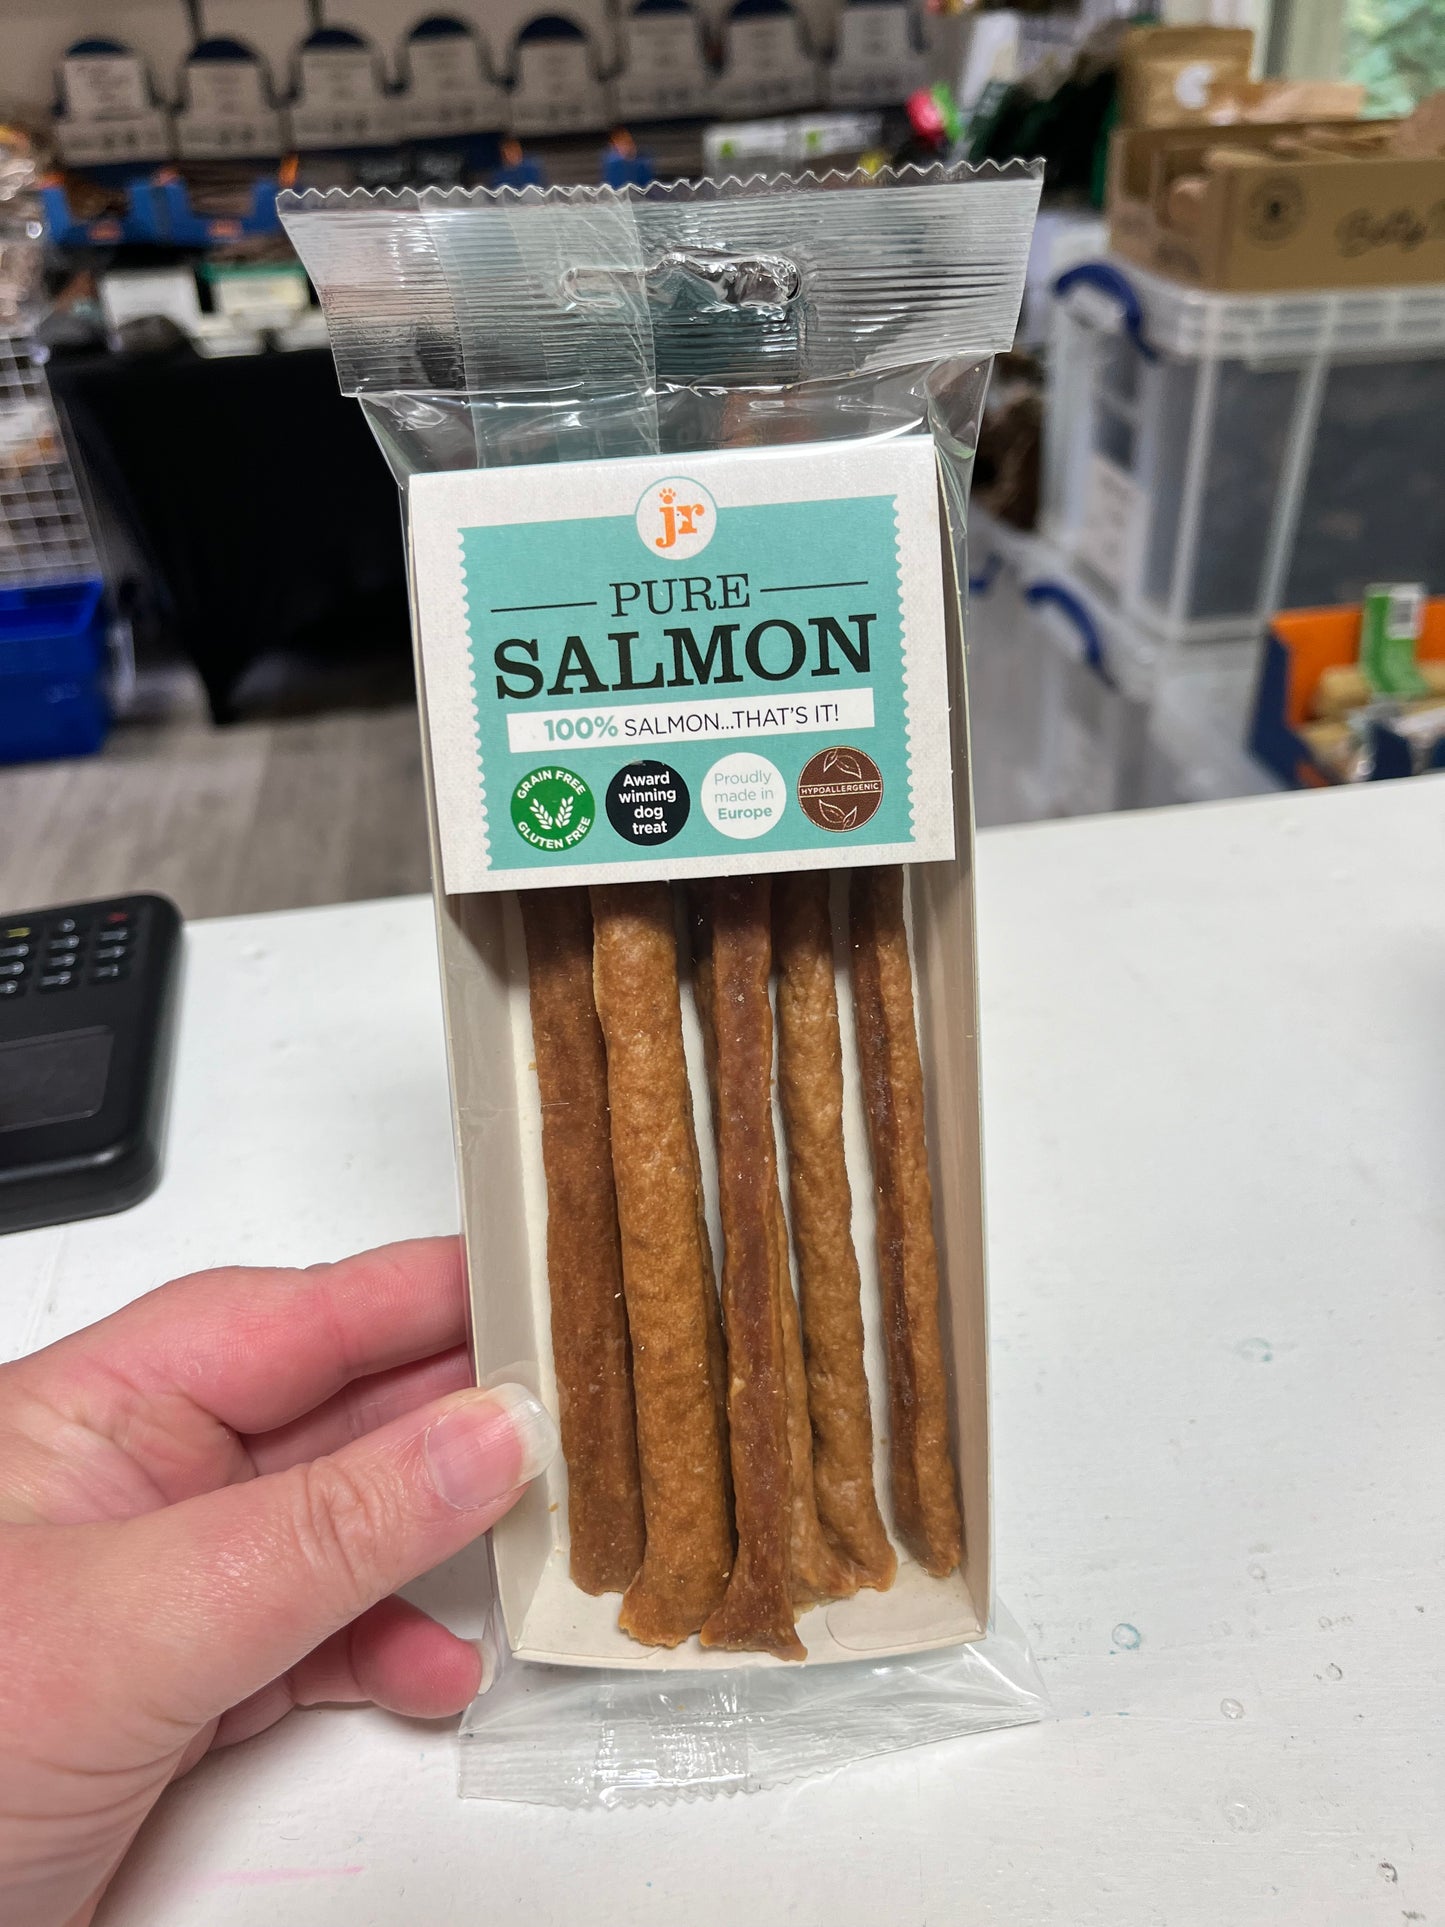 jr
PURE
SALMON
100% SALMON...THAT'S IT!
GRAIN FREE
GLUTEN FREE
Award
winning
dog
treat
Proudly
made in
Europe
HYPOALLERGENIC